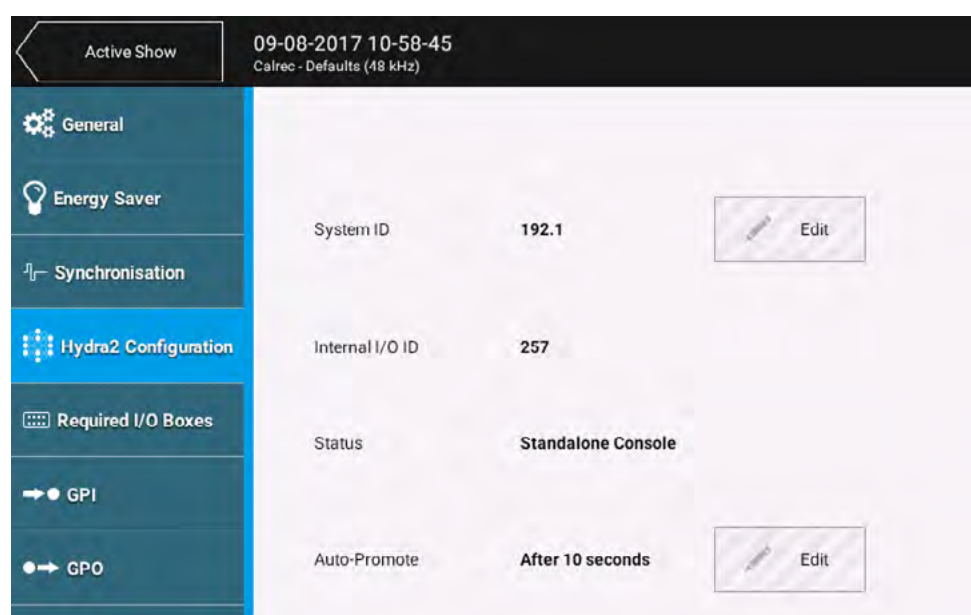 Active Show
09-08-2017 10-58-45
Calrec - Defaults (48 kHz)
General
Energy Saver
Synchronisation
Hydra2 Configuration
Required I/O Boxes
GPI
GPO
System ID 192.1 Edit
Internal I/O ID 257
Status Standalone Console
Auto-Promote After 10 seconds Edit